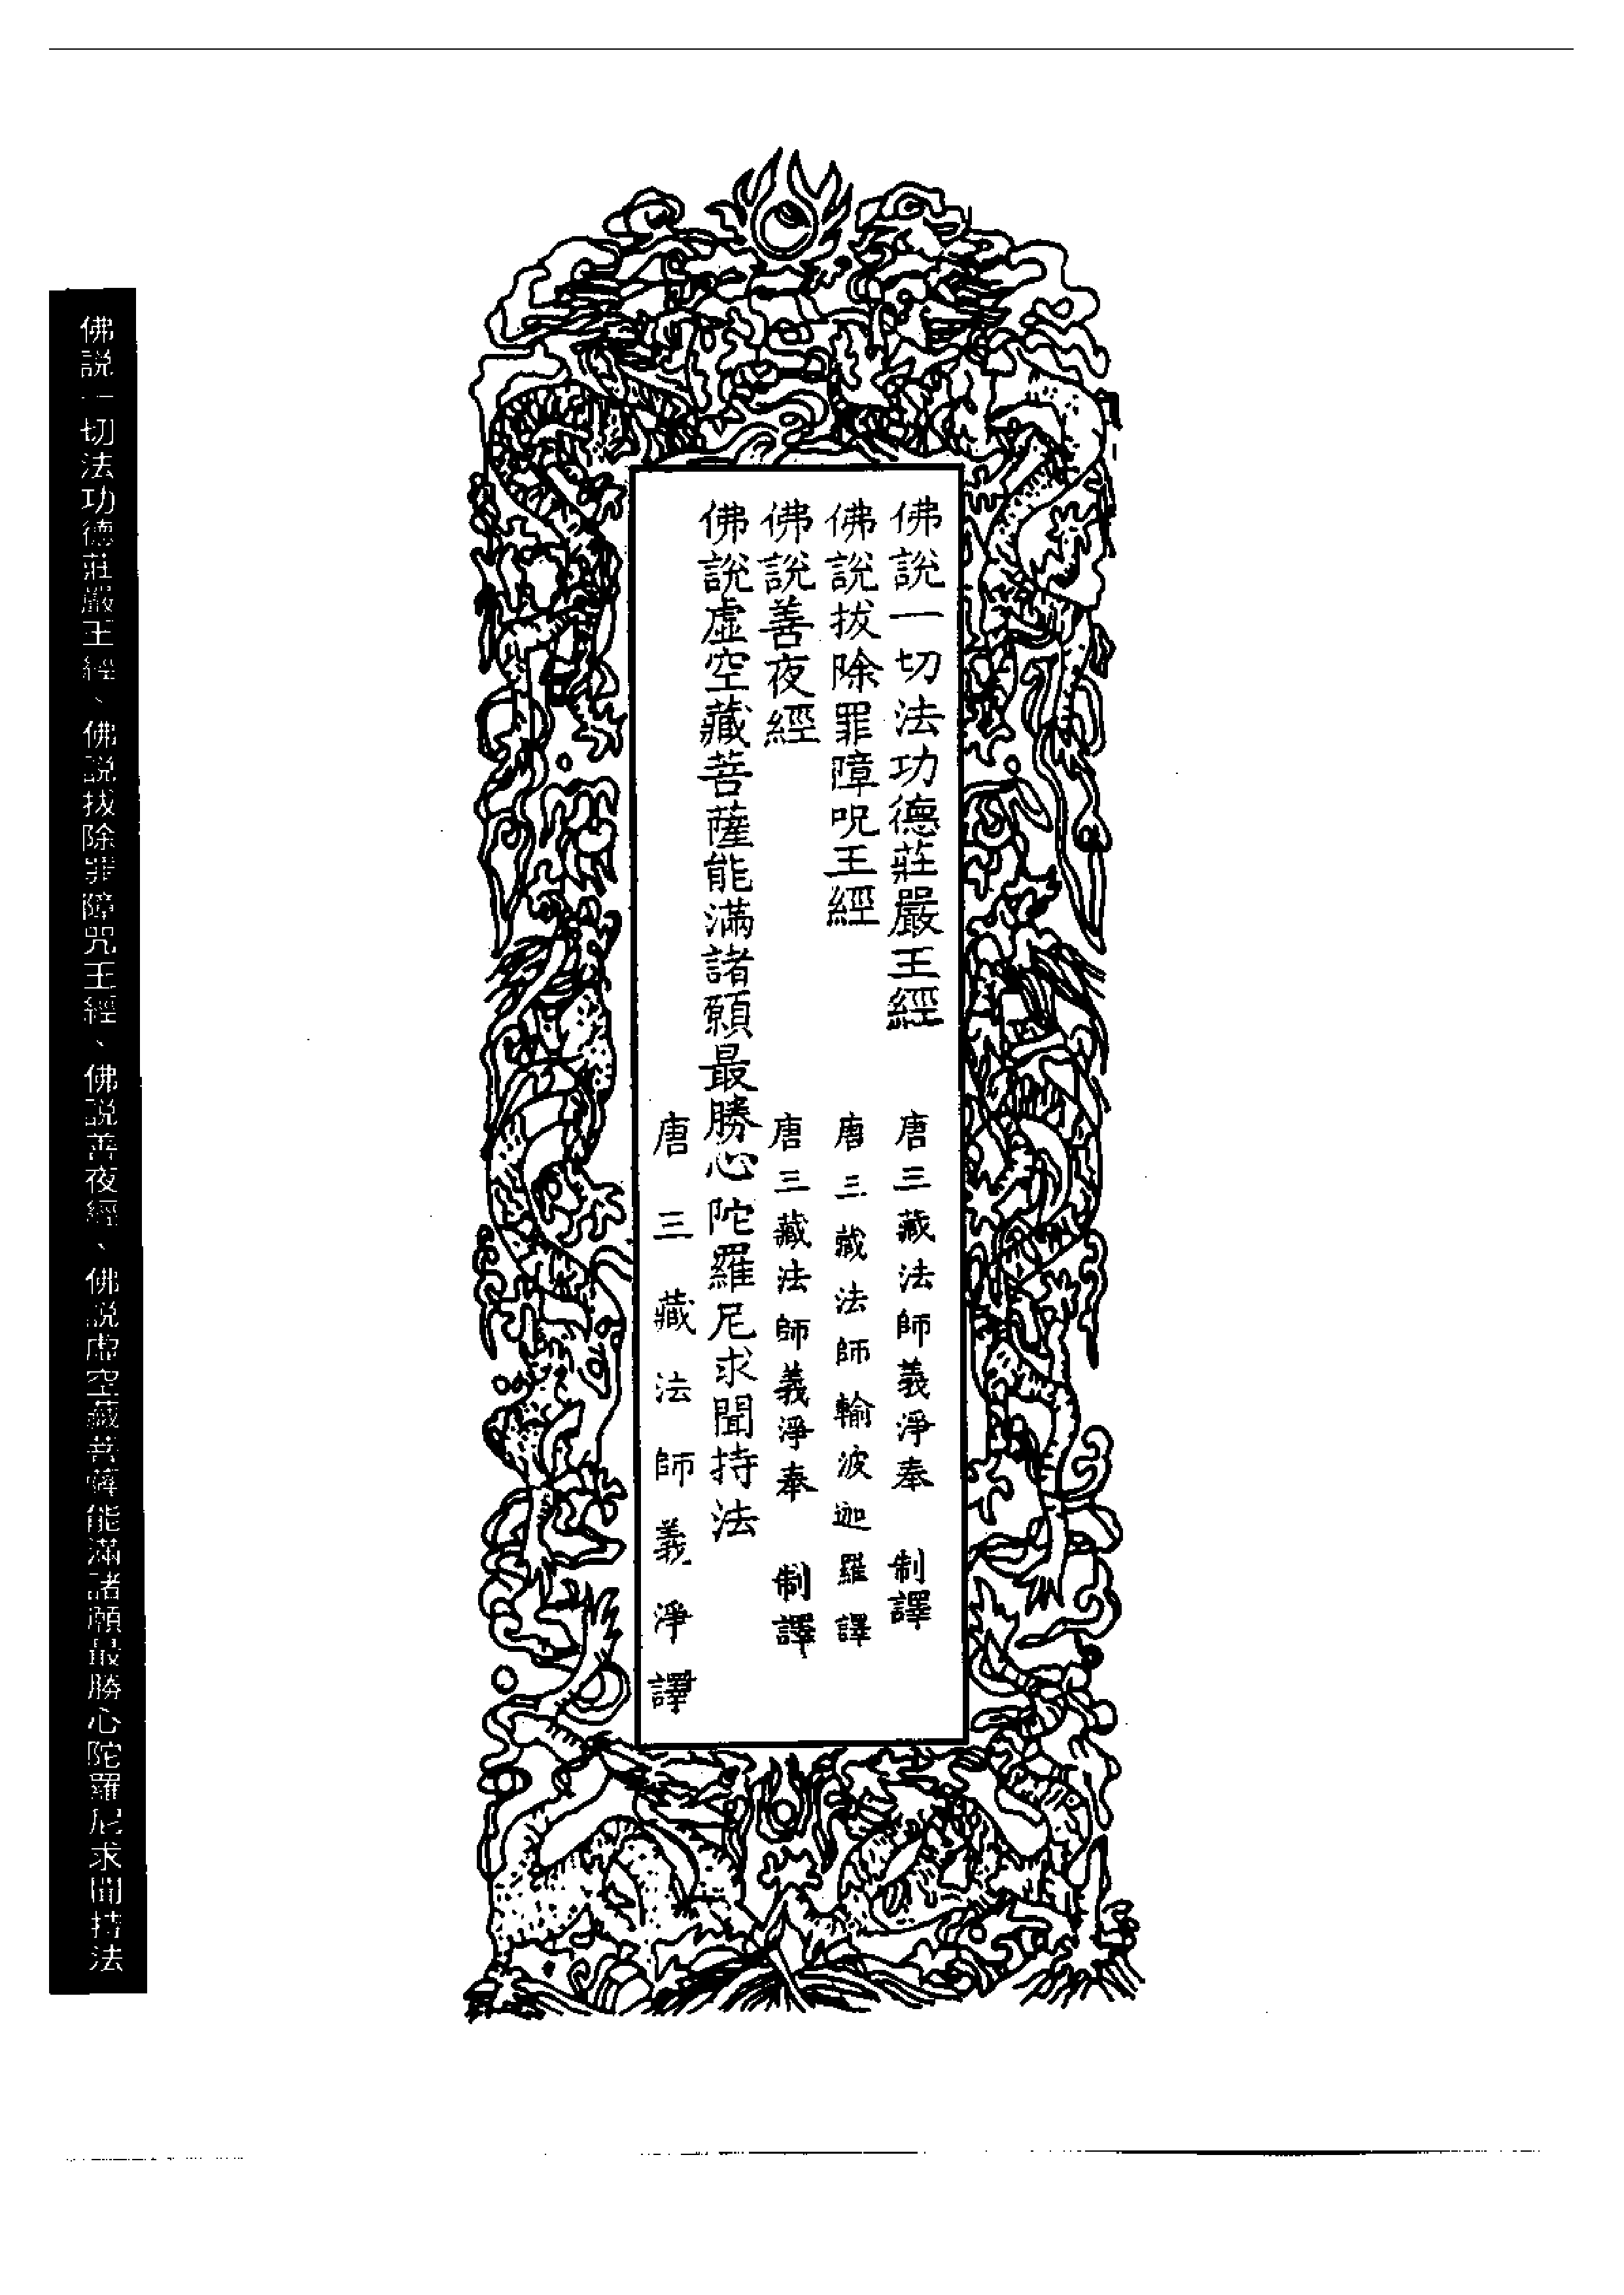 佛說一切法功德莊嚴王經 唐三藏法師義淨奉 制譯
佛說拔除罪障呪王經 唐三藏法師輸波迦羅譯
佛說善夜經 唐三藏法師義淨奉 制譯
佛說虛空藏菩薩能滿諸願最勝心陀羅尼求聞持法
唐三藏法師義淨譯
佛說一切法功德莊嚴王經、佛說拔除罪障咒王經、佛說善夜經、佛說虛空藏菩薩能滿諸願最勝心陀羅尼求聞持法